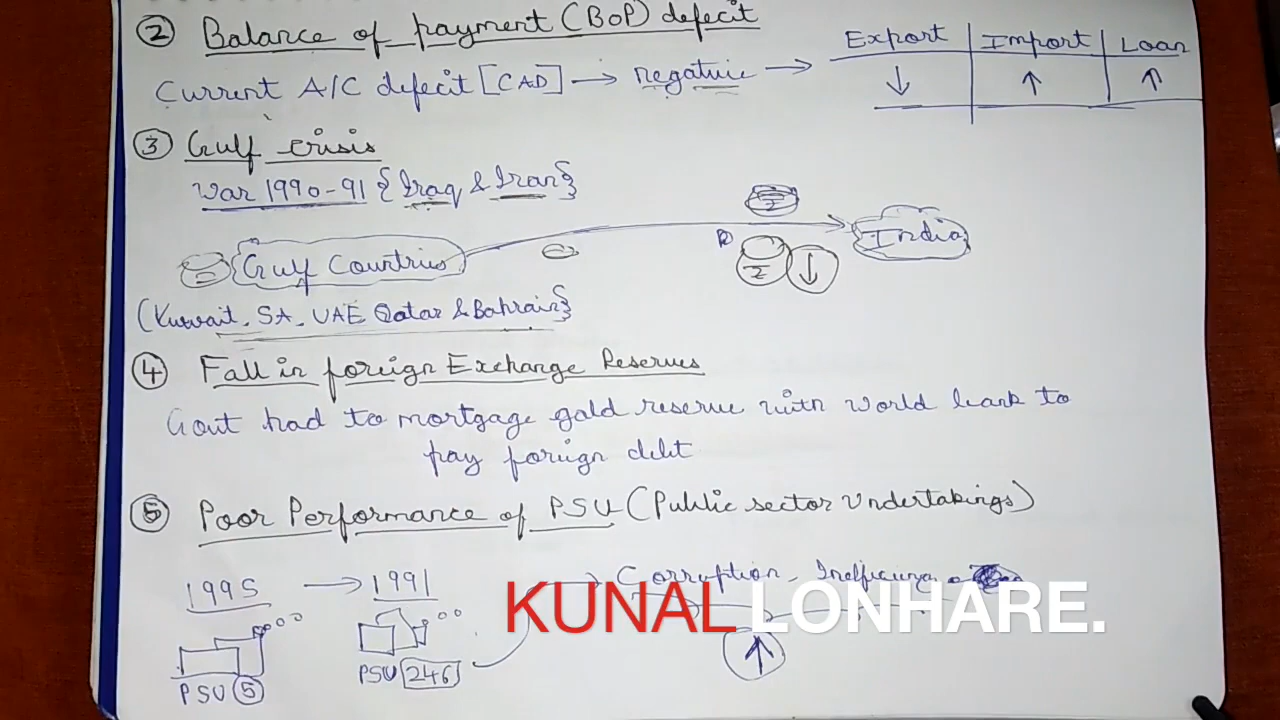 ② Balance of payment (BOP) deficit
Current A/C deficit [CAD] → negative →
Export Import Loan
↓ ↑ ↑
③ Gulf crisis
War 1990-91 {Iraq & Iran}
Gulf Countries
India
(Kuwait, SA, UAE Qatar & Bahrain}
④ Fall in foreign Exchange Reserves
Govt had to mortgage gold reserve with world bank to
pay foreign debt
⑤ Poor Performance of PSU (Public sector Undertakings)
1995 → 1991
Corruption, Inefficiency
PSU ⑤
PSU 246
↑
KUNAL LONHARE.